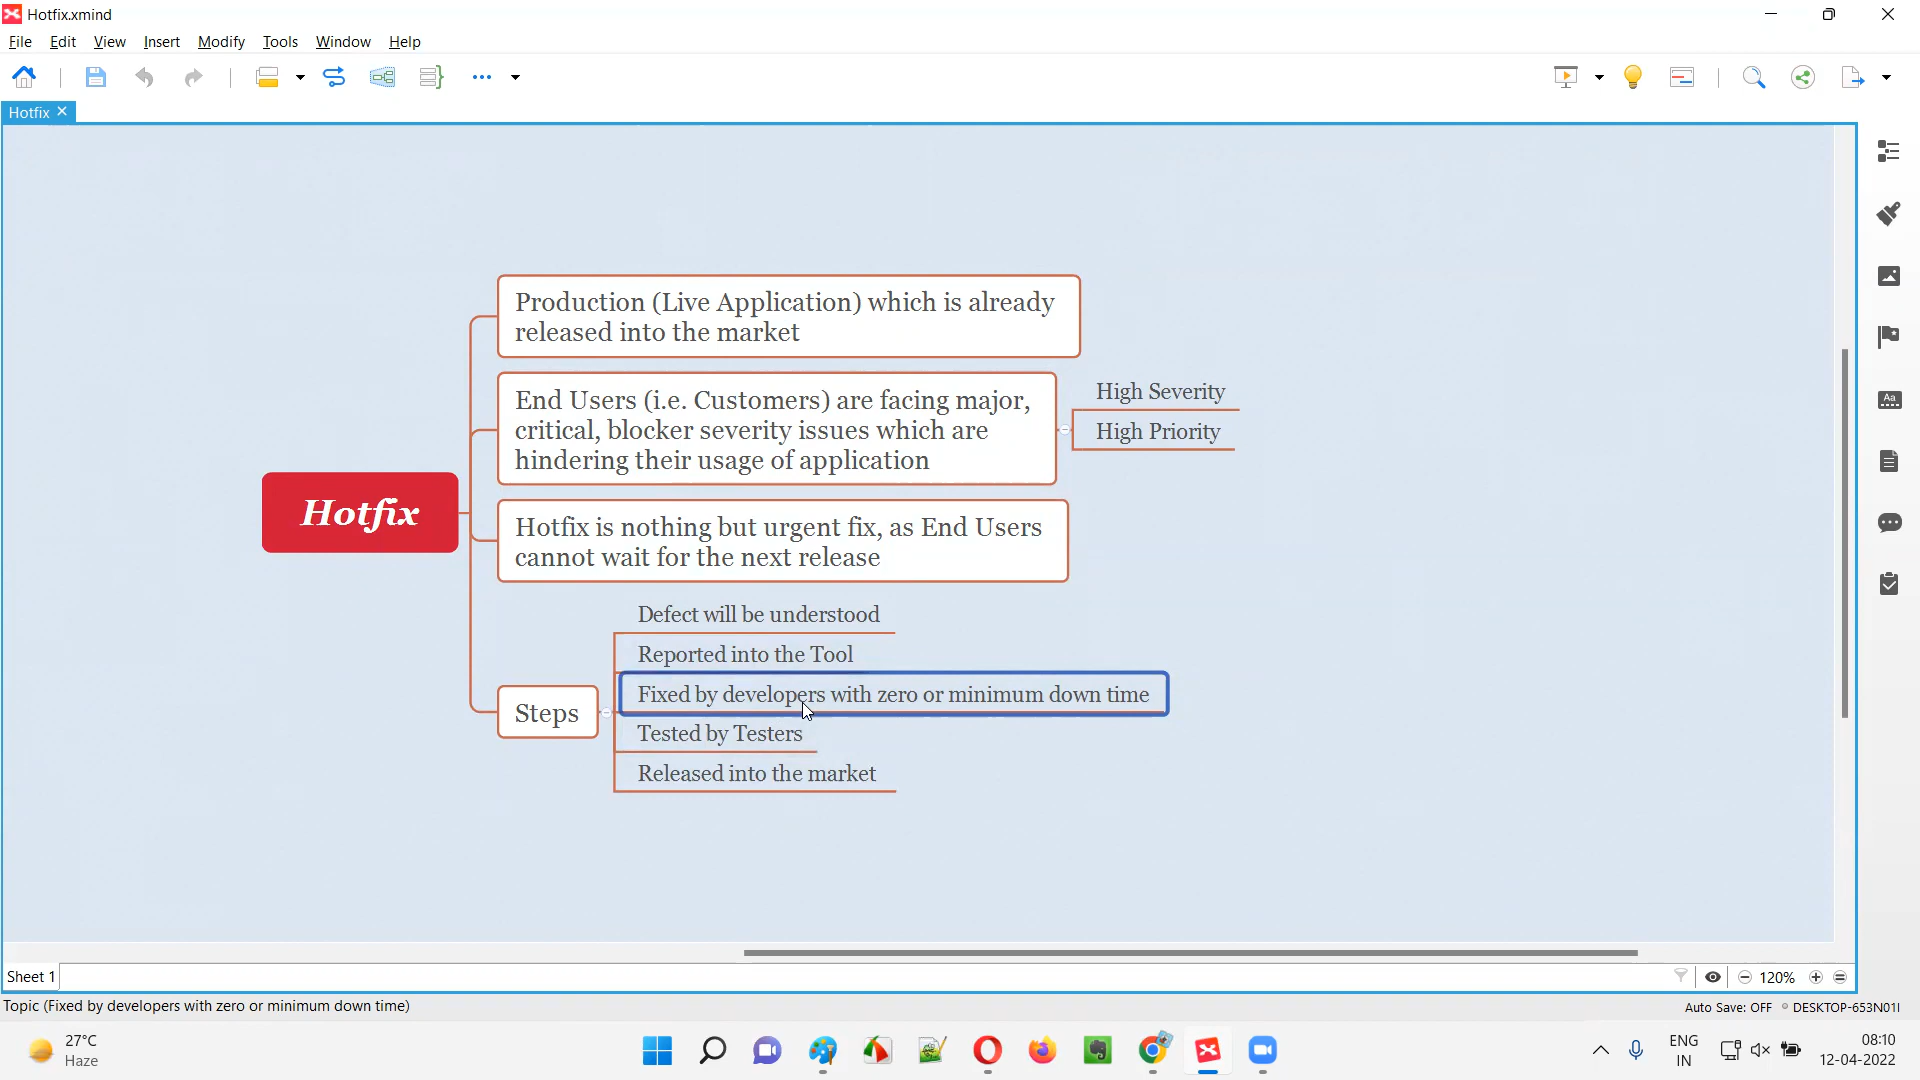 Hotfix.xmind
File Edit View Insert Modify Tools Window Help
Hotfix
Production (Live Application) which is already
released into the market
End Users (i.e. Customers) are facing major,
critical, blocker severity issues which are
hindering their usage of application
High Severity
High Priority
Hotfix
Hotfix is nothing but urgent fix, as End Users
cannot wait for the next release
Steps
Defect will be understood
Reported into the Tool
Fixed by developers with zero or minimum down time
Tested by Testers
Released into the market
Aa
Sheet 1
120%
Topic (Fixed by developers with zero or minimum down time)
Auto Save: OFF DESKTOP-653N01I
27°C
Haze
ENG
IN
08:10
12-04-2022